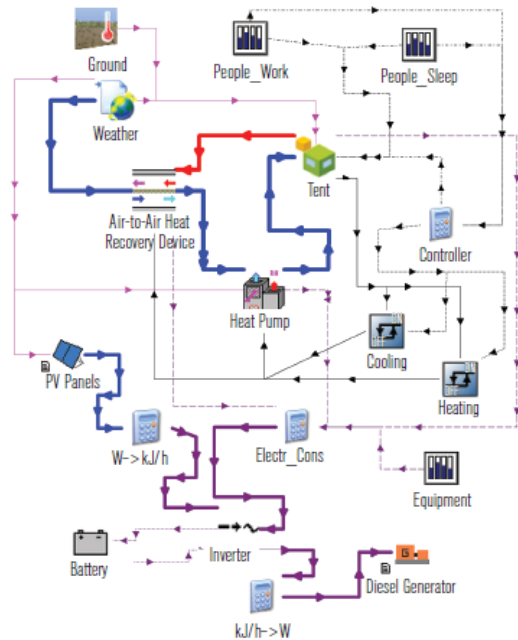 Ground
People_Work
People_Sleep
Weather
Tent
Air-to-Air Heat
Recovery Device
Controller
Heat Pump
Cooling
PV Panels
Heating
W->kJ/h
Electr_Cons
Equipment
Battery
Inverter
Diesel Generator
kJ/h->W